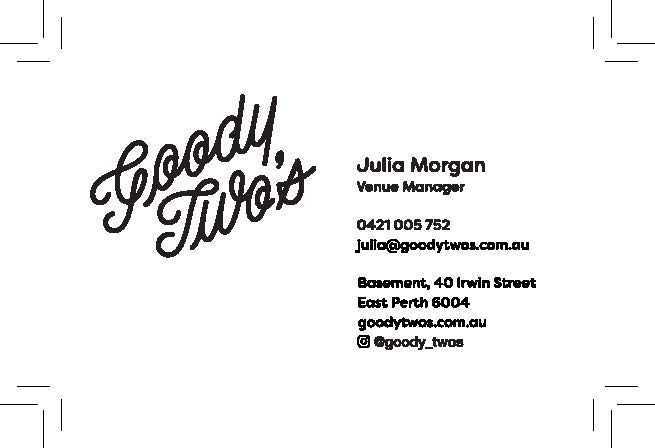 Goody
Two's
Julia Morgan
Venue Manager
0421 005 752
julia@goodytwos.com.au
Basement, 40 Irwin Street
East Perth 6004
goodytwos.com.au
@goody_twos